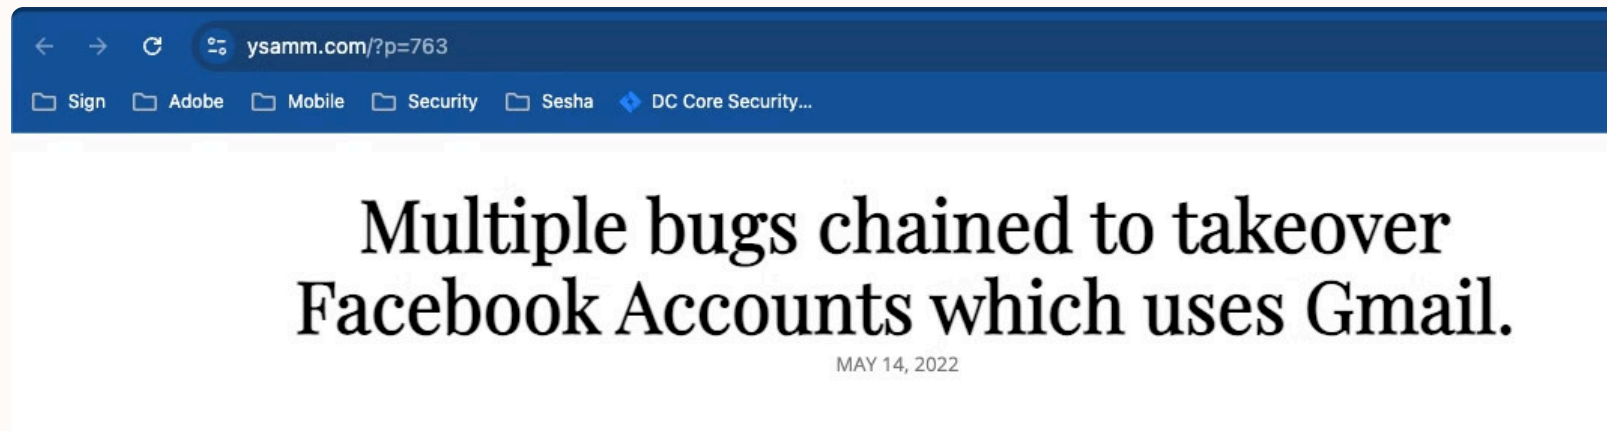 ysamm.com/?p=763
Sign Adobe Mobile Security Sesha DC Core Security...
Multiple bugs chained to takeover
Facebook Accounts which uses Gmail.
MAY 14, 2022